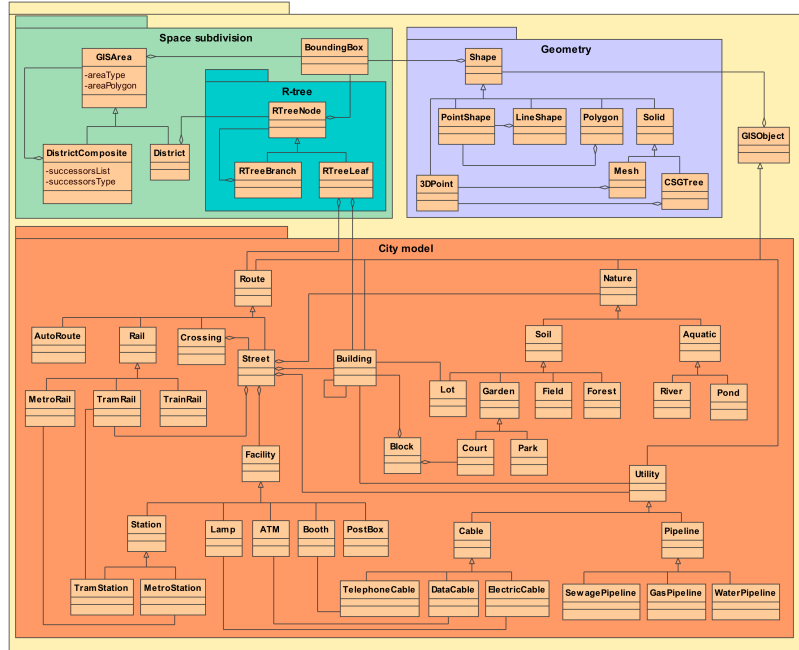 Space subdivision
GISArea
-areaType
-areaPolygon
BoundingBox
Geometry
Shape
R-tree
RTreeNode
PointShape
LineShape
Polygon
Solid
GISObject
DistrictComposite
-successorsList
-successorsType
District
RTreeBranch
RTreeLeaf
3DPoint
Mesh
CSGTree
City model
Route
Nature
AutoRoute
Rail
Crossing
Soil
Aquatic
Street
Building
MetroRail
TramRail
TrainRail
Lot
Garden
Field
Forest
River
Pond
Facility
Block
Court
Park
Utility
Station
Lamp
ATM
Booth
PostBox
Cable
Pipeline
TramStation
MetroStation
TelephoneCable
DataCable
ElectricCable
SewagePipeline
GasPipeline
WaterPipeline